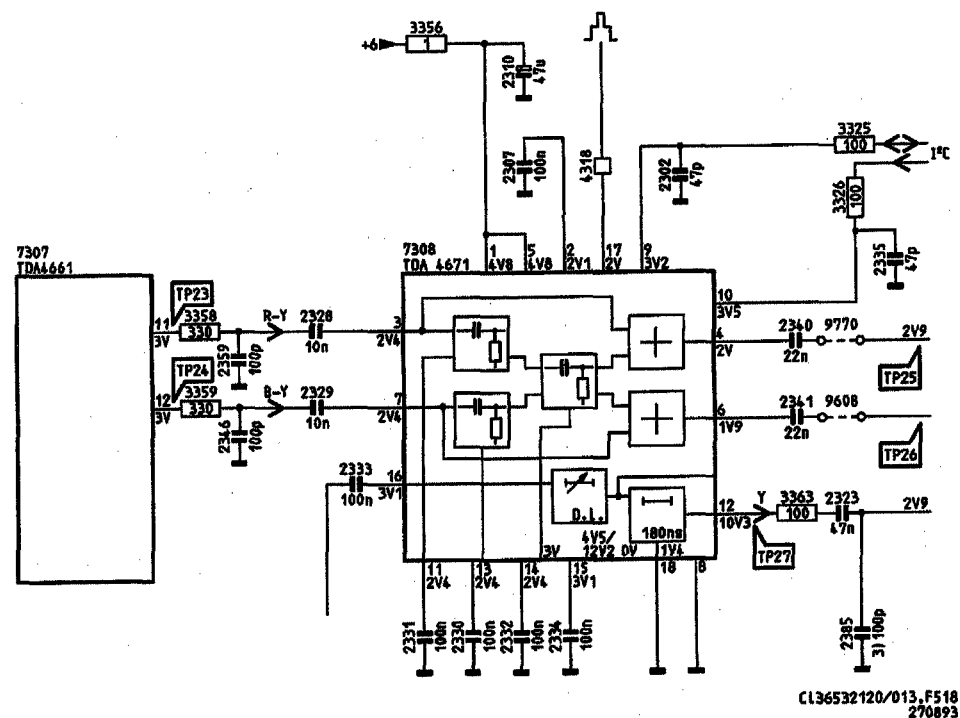 3356
+6
2310
47u
2307
100n
4318
2302
47p
3325
100
I²C
3326
100
2335
47p
7307
TDA4661
7308
TDA 4671
1
4V8
5
4V8
2
2V1
17
2V
9
3V2
10
3V5
TP23
11
3V
3358
330
2359
100p
R-Y
2328
10n
3
2V4
TP24
12
3V
3359
330
2346
100p
B-Y
2329
10n
7
2V4
4
2V
2340
22n
9770
2V9
TP25
6
1V9
2341
22n
9608
TP26
2333
100n
16
3V1
D.L.
180ns
12
10V3
Y
TP27
3363
100
2323
47n
2V9
3V
4V5/
12V2
0V
1V4
11
2V4
13
2V4
14
2V4
15
3V1
18
8
2331
100n
2330
100n
2332
100n
2334
100n
2385
3) 100p
CL36532120/013.F518
270893